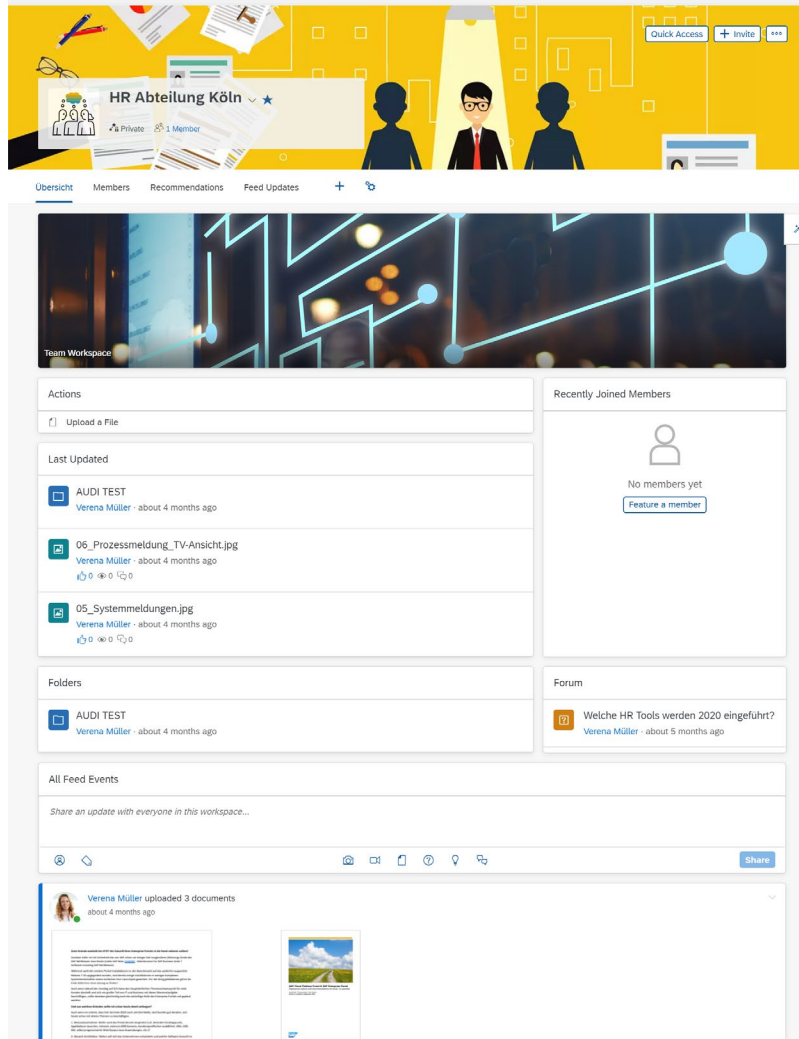 Quick Access
Invite
HR Abteilung Köln
Private 1 Member
Übersicht Members Recommendations Feed Updates
Team Workspace
Actions
Upload a File
Recently Joined Members
No members yet
Feature a member
Last Updated
AUDI TEST
Verena Müller · about 4 months ago
06_Prozessmeldung_TV-Ansicht.jpg
Verena Müller · about 4 months ago
0 0 0
05_Systemmeldungen.jpg
Verena Müller · about 4 months ago
0 0 0
Folders
AUDI TEST
Verena Müller · about 4 months ago
Forum
Welche HR Tools werden 2020 eingeführt?
Verena Müller · about 5 months ago
All Feed Events
Share an update with everyone in this workspace...
Share
Verena Müller uploaded 3 documents
about 4 months ago